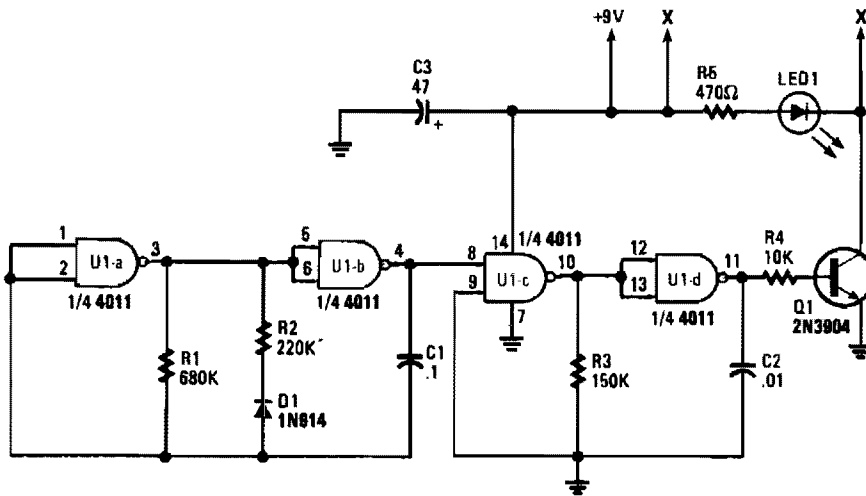 +9V
X
X
C3
47
+
R5
470Ω
LED1
1
2
U1-a
3
1/4 4011
5
6
U1-b
4
1/4 4011
14
1/4 4011
8
9
U1-c
10
7
12
13
U1-d
11
1/4 4011
R4
10K
Q1
2N3904
R1
680K
R2
220K
D1
1N914
C1
.1
R3
150K
C2
.01